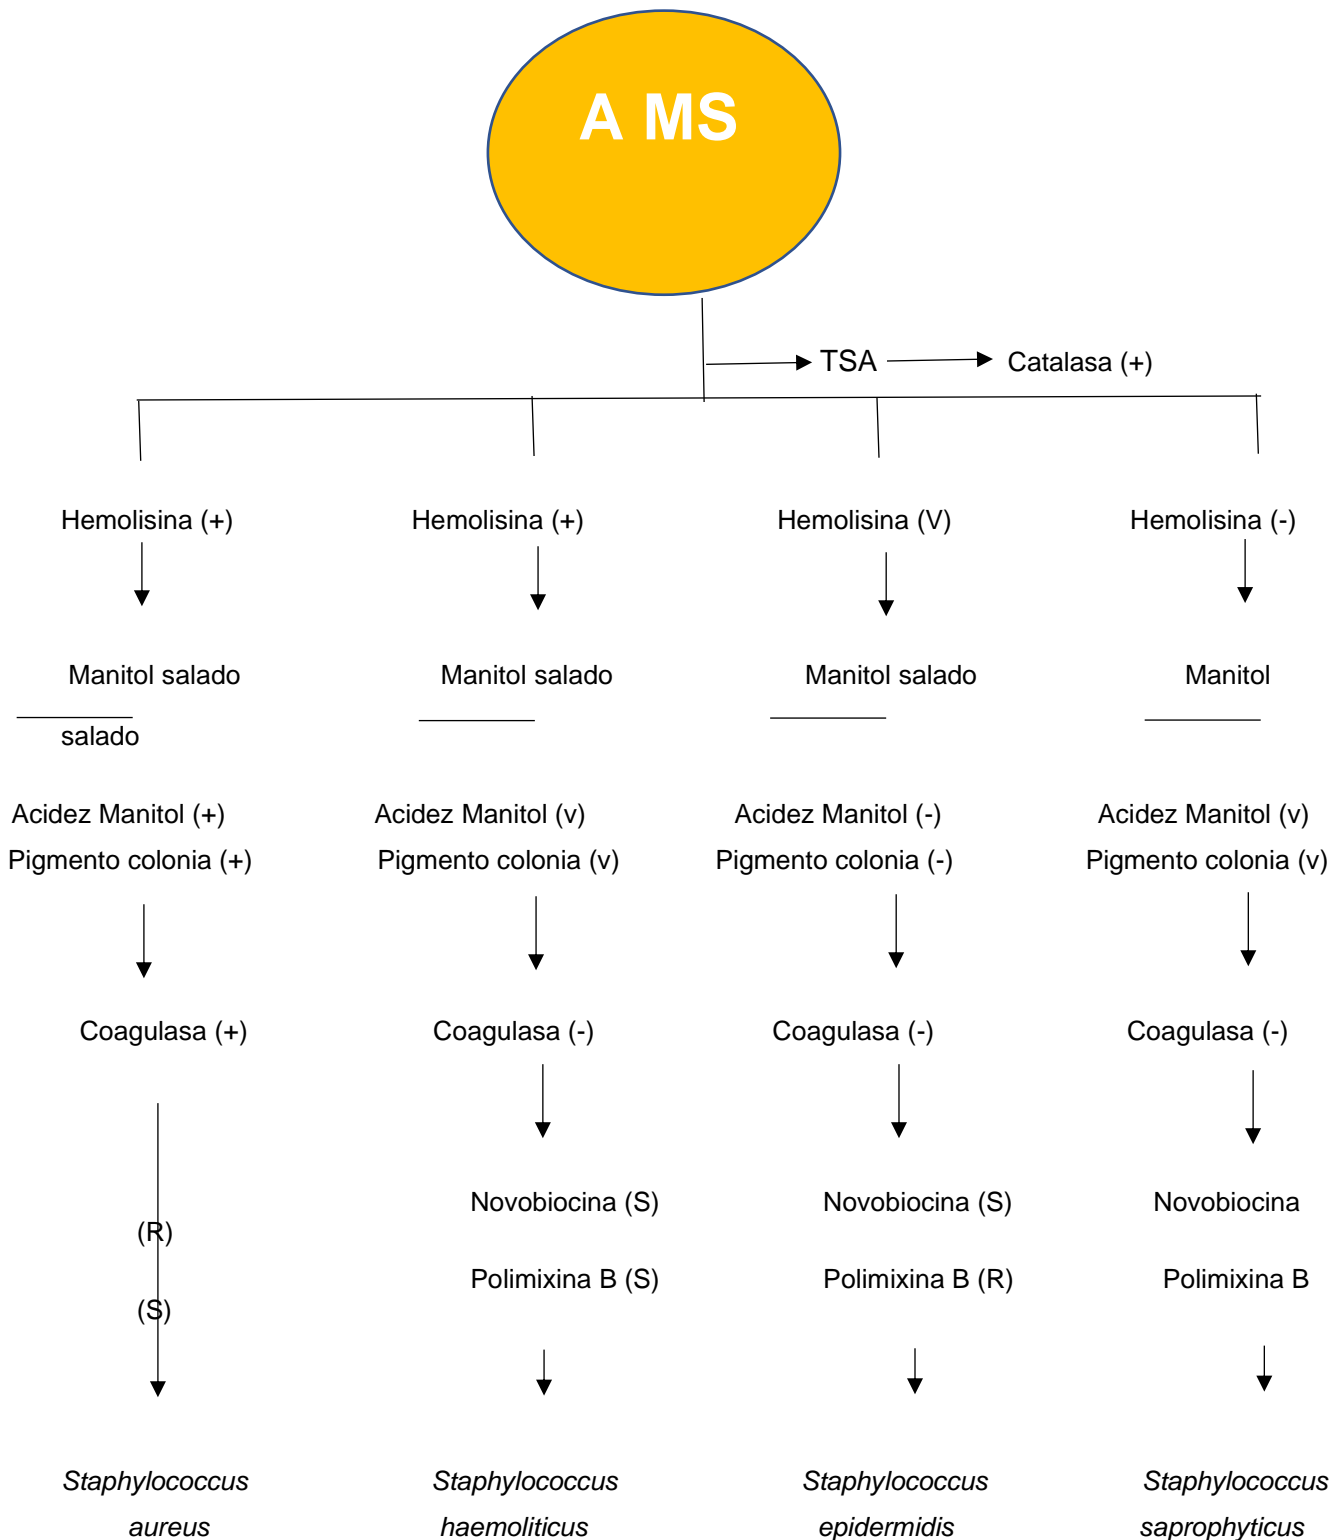 A MS
TSA Catalasa (+)
Hemolisina (+) Hemolisina (+) Hemolisina (V) Hemolisina (-)
Manitol salado Manitol salado Manitol salado Manitol
salado
Acidez Manitol (+) Acidez Manitol (v) Acidez Manitol (-) Acidez Manitol (v)
Pigmento colonia (+) Pigmento colonia (v) Pigmento colonia (-) Pigmento colonia (v)
Coagulasa (+) Coagulasa (-) Coagulasa (-) Coagulasa (-)
Novobiocina (S) Novobiocina (S) Novobiocina
(R)
Polimixina B (S) Polimixina B (R) Polimixina B
(S)
Staphylococcus Staphylococcus Staphylococcus Staphylococcus
aureus haemoliticus epidermidis saprophyticus